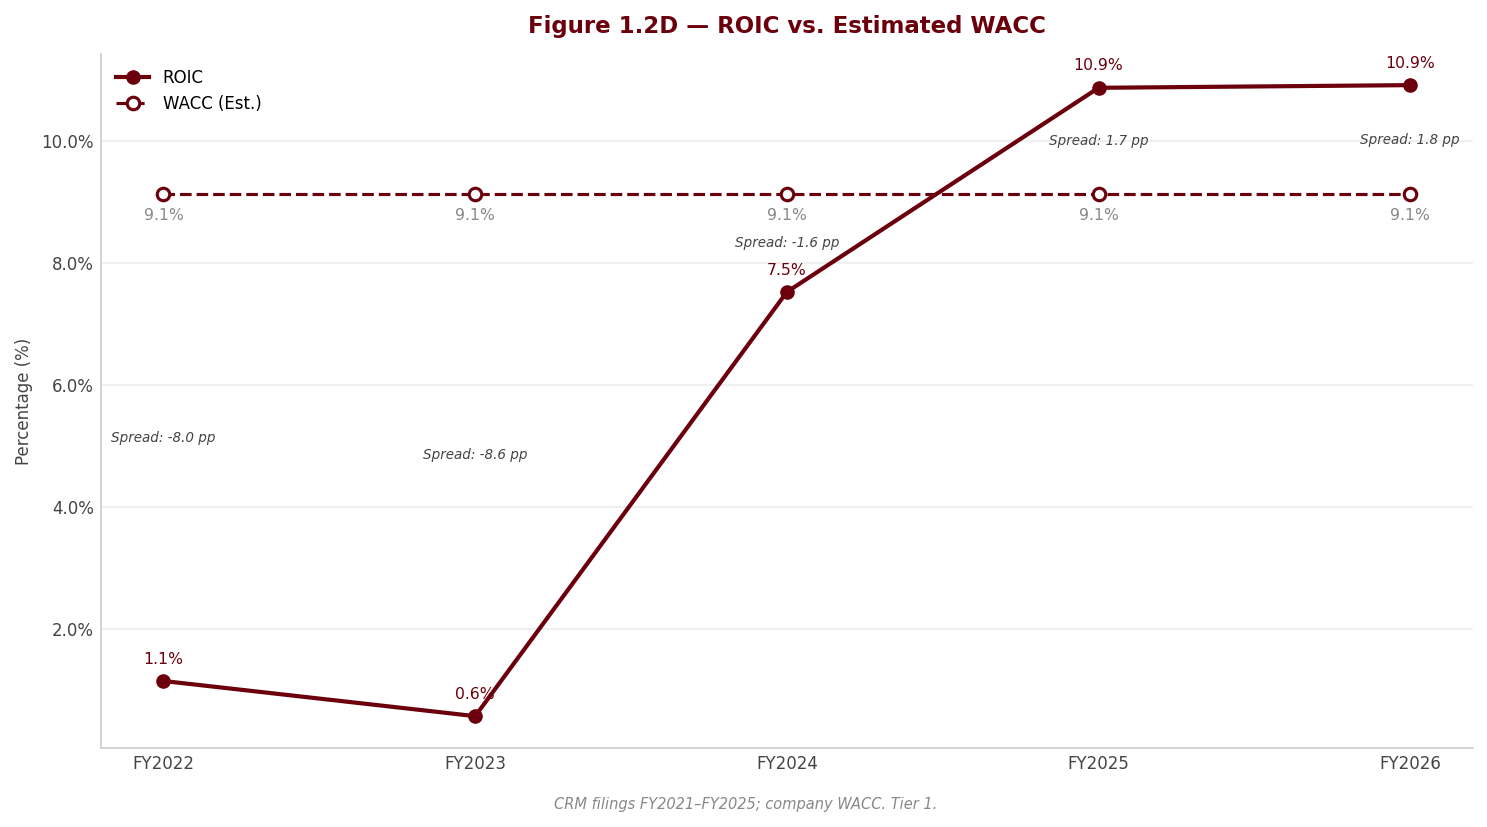 Figure 1.2D — ROIC vs. Estimated WACC
ROIC
WACC (Est.)
10.9%
10.9%
10.0%
Spread: 1.7 pp
Spread: 1.8 pp
9.1%
9.1%
9.1%
9.1%
9.1%
Spread: -1.6 pp
8.0%
7.5%
6.0%
Percentage (%)
Spread: -8.0 pp
Spread: -8.6 pp
4.0%
2.0%
1.1%
0.6%
FY2022
FY2023
FY2024
FY2025
FY2026
CRM filings FY2021–FY2025; company WACC. Tier 1.